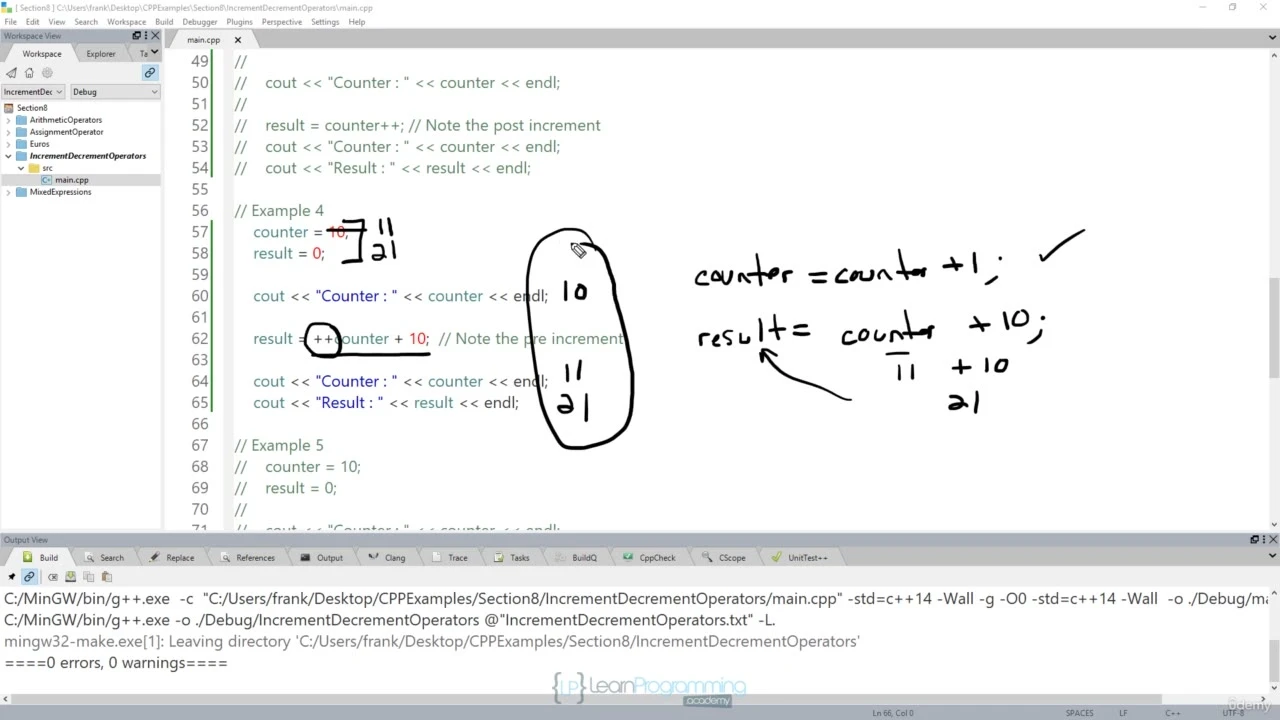 [ Section8 ] C:\Users\frank\Desktop\CPPExamples\Section8\IncrementDecrementOperators\main.cpp
File Edit View Search Workspace Build Debugger Plugins Perspective Settings Help
Workspace View
main.cpp
Workspace Explorer Ta
IncrementDec Debug
Section8
ArithmeticOperators
AssignmentOperator
Euros
IncrementDecrementOperators
src
main.cpp
MixedExpressions
49 //
50 // cout << "Counter : " << counter << endl;
51 //
52 // result = counter++; // Note the post increment
53 // cout << "Counter : " << counter << endl;
54 // cout << "Result : " << result << endl;
55
56 // Example 4
57 counter = 10; 11
58 result = 0; 21
59
60 cout << "Counter : " << counter << endl; 10
61
62 result = ++counter + 10; // Note the pre increment
63
64 cout << "Counter : " << counter << endl; 11
65 cout << "Result : " << result << endl; 21
66
67 // Example 5
68 // counter = 10;
69 // result = 0;
70 //
71 // cout << "Counter : " << counter << endl;
counter = counter + 1;
result = counter + 10;
11 + 10
21
Output View
Build Search Replace References Output Clang Trace Tasks BuildQ CppCheck CScope UnitTest++
C:/MinGW/bin/g++.exe -c "C:/Users/frank/Desktop/CPPExamples/Section8/IncrementDecrementOperators/main.cpp" -std=c++14 -Wall -g -O0 -std=c++14 -Wall -o ./Debug/ma
C:/MinGW/bin/g++.exe -o ./Debug/IncrementDecrementOperators @"IncrementDecrementOperators.txt" -L.
mingw32-make.exe[1]: Leaving directory 'C:/Users/frank/Desktop/CPPExamples/Section8/IncrementDecrementOperators'
====0 errors, 0 warnings====
{LP} LearnProgramming
.academy
Ln 66, Col 0 SPACES LF C++ UTF-8
ûdemy